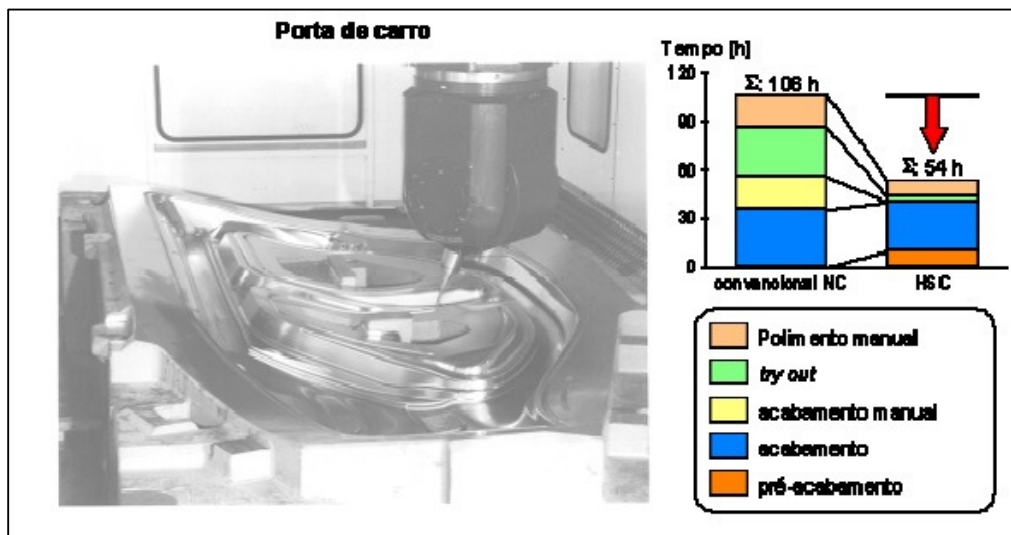 Porta de carro
Tempo [h]
120
90
60
30
0
Σ: 106 h
Σ: 54 h
convencional NC
HSC
Polimento manual
try out
acabamento manual
acabamento
pré-acabamento